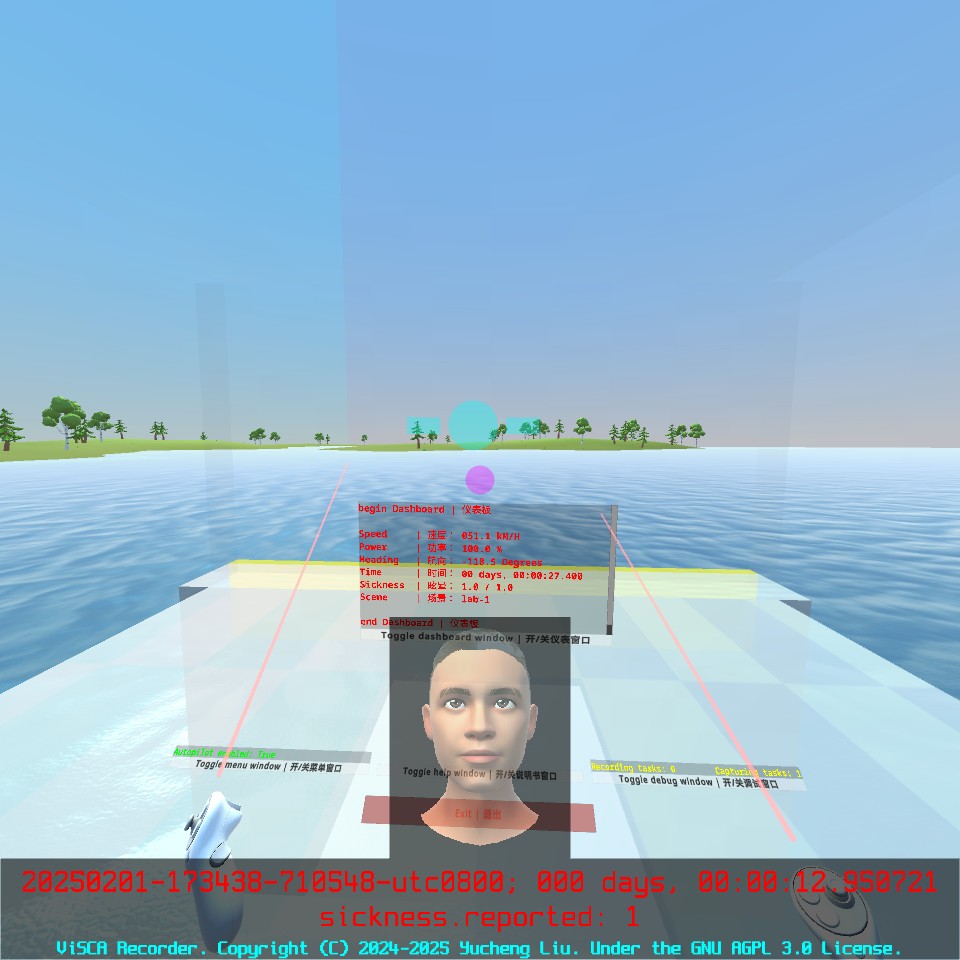 begin Dashboard | 仪表板
Speed | 速度: 051.1 kM/H
Power | 功率: 100.0 %
Heading | 航向: -118.5 Degrees
Time | 时间: 00 days, 00:00:27.400
Sickness | 眩晕: 1.0 / 1.0
Scene | 场景: lab-1
end Dashboard | 仪表板
Toggle dashboard window | 开/关仪表窗口
Autopilot enabled: True
Toggle menu window | 开/关菜单窗口
Toggle help window | 开/关说明书窗口
Recording tasks: 0 Capturing tasks: 1
Toggle debug window | 开/关调试窗口
Exit | 退出
20250201-173438-710548-utc0800; 000 days, 00:00:12.950721
sickness.reported: 1
ViSCA Recorder. Copyright (C) 2024-2025 Yucheng Liu. Under the GNU AGPL 3.0 License.